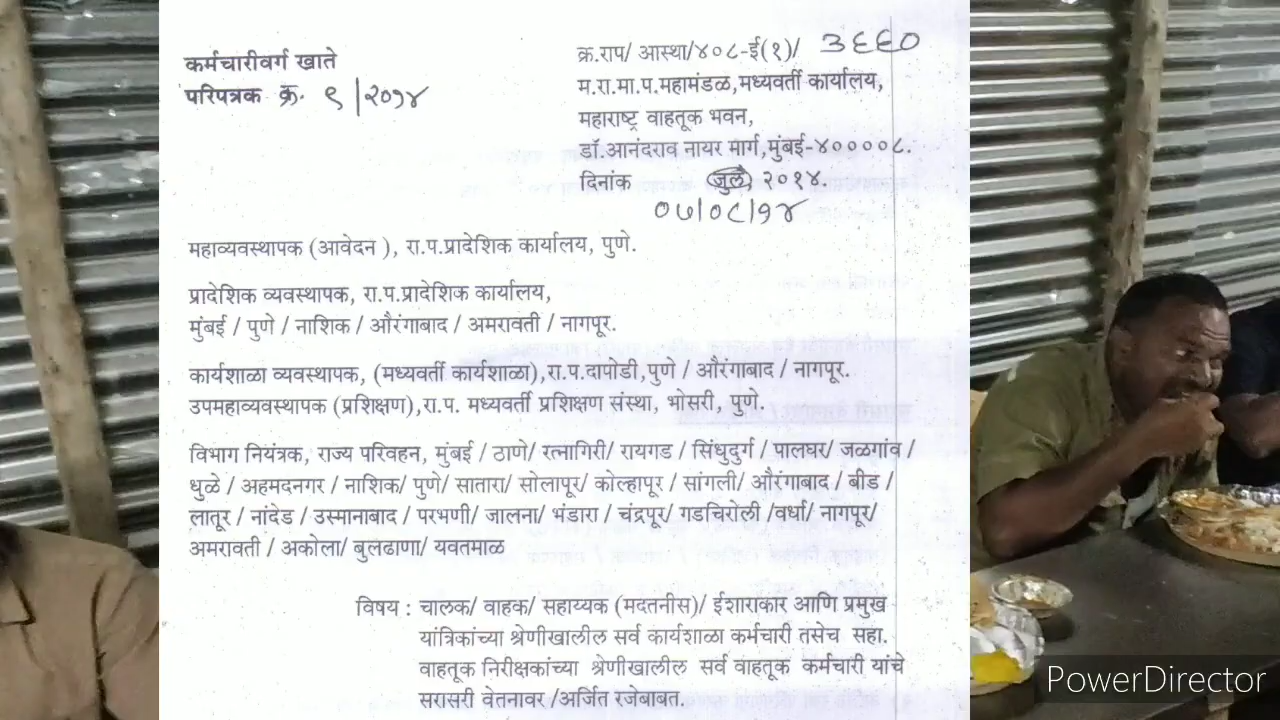 कर्मचारीवर्ग खाते
परिपत्रक क्र. ९/२०१४
क्र.राप/ आस्था/४०८-ई(१)/ ३६६०
म.रा.मा.प.महामंडळ,मध्यवर्ती कार्यालय,
महाराष्ट्र वाहतूक भवन,
डॉ.आनंदराव नायर मार्ग,मुंबई-४००००८.
दिनांक जुलै २०१४.
०७/०८/१४
महाव्यवस्थापक (आवेदन ), रा.प.प्रादेशिक कार्यालय, पुणे.
प्रादेशिक व्यवस्थापक, रा.प.प्रादेशिक कार्यालय,
मुंबई / पुणे / नाशिक / औरंगाबाद / अमरावती / नागपूर.
कार्यशाळा व्यवस्थापक, (मध्यवर्ती कार्यशाळा),रा.प.दापोडी,पुणे / औरंगाबाद / नागपूर.
उपमहाव्यवस्थापक (प्रशिक्षण),रा.प. मध्यवर्ती प्रशिक्षण संस्था, भोसरी, पुणे.
विभाग नियंत्रक, राज्य परिवहन, मुंबई / ठाणे/ रत्नागिरी/ रायगड / सिंधुदुर्ग / पालघर/ जळगांव /
धुळे / अहमदनगर / नाशिक/ पुणे/ सातारा/ सोलापूर/ कोल्हापूर / सांगली/ औरंगाबाद / बीड /
लातूर / नांदेड / उस्मानाबाद / परभणी/ जालना/ भंडारा / चंद्रपूर/ गडचिरोली /वर्धा/ नागपूर/
अमरावती / अकोला/ बुलढाणा/ यवतमाळ
विषय : चालक/ वाहक/ सहाय्यक (मदतनीस)/ ईशाराकार आणि प्रमुख
यांत्रिकांच्या श्रेणीखालील सर्व कार्यशाळा कर्मचारी तसेच सहा.
वाहतूक निरीक्षकांच्या श्रेणीखालील सर्व वाहतूक कर्मचारी यांचे
सरासरी वेतनावर /अर्जित रजेबाबत.
PowerDirector